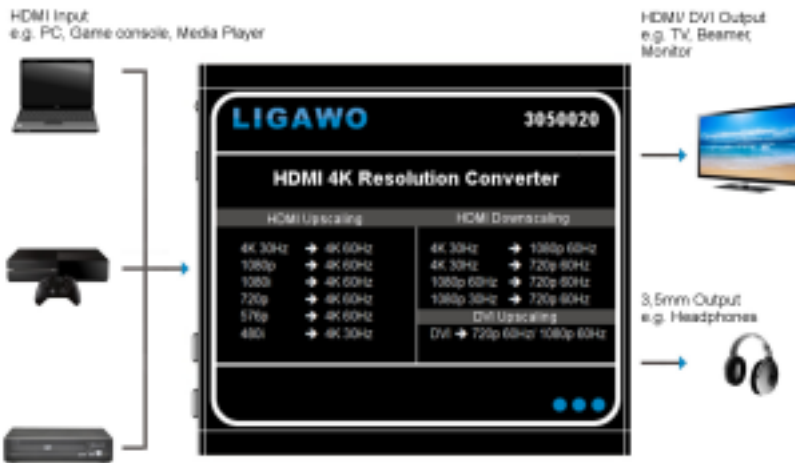 HDMI Input
e.g. PC, Game console, Media Player
HDMI/ DVI Output
e.g. TV, Beamer,
Monitor
LIGAWO
3050020
HDMI 4K Resolution Converter
HDMI Upscaling
4K 30Hz ➔ 4K 60Hz
1080p ➔ 4K 60Hz
1080i ➔ 4K 60Hz
720p ➔ 4K 60Hz
576p ➔ 4K 60Hz
480i ➔ 4K 30Hz
HDMI Downscaling
4K 30Hz ➔ 1080p 60Hz
4K 30Hz ➔ 720p 60Hz
1080p 60Hz ➔ 720p 60Hz
1080p 30Hz ➔ 720p 60Hz
DVI Upscaling
DVI ➔ 720p 60Hz/ 1080p 60Hz
3,5mm Output
e.g. Headphones